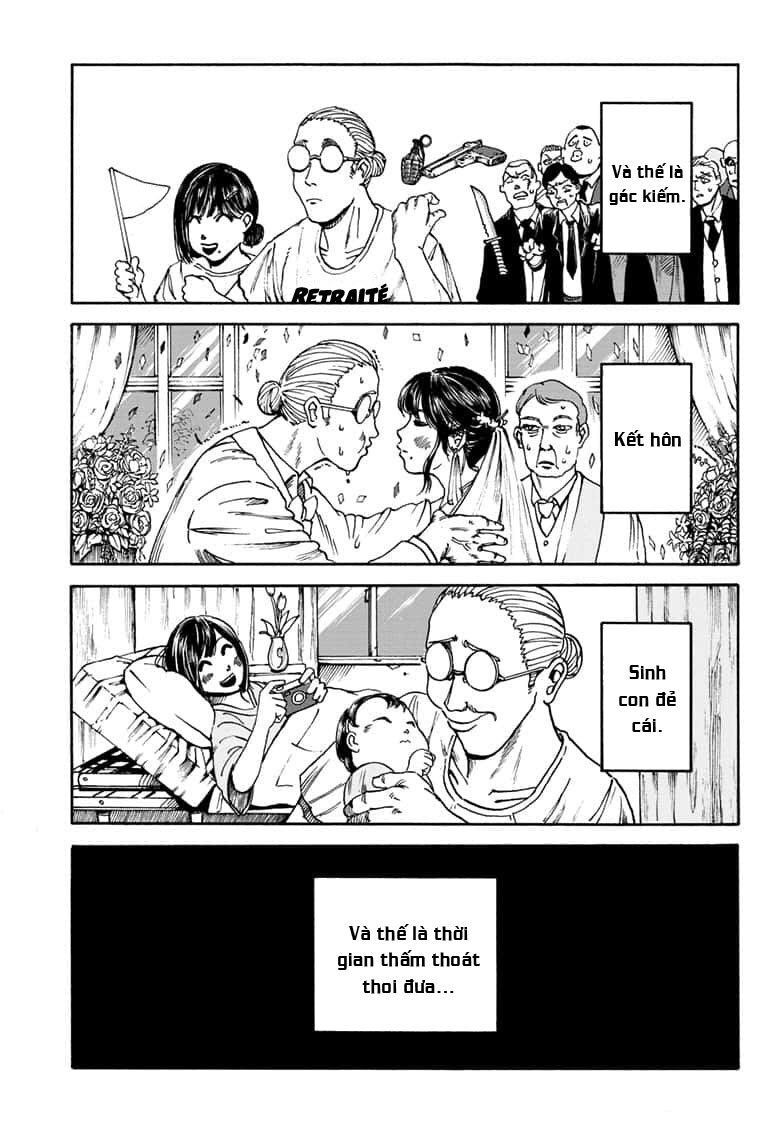 Và thế là
gác kiếm.
RETRAITÉ
Kết hôn
Sinh
con đẻ
cái.
Và thế là thời
gian thấm thoát
thoi đưa...